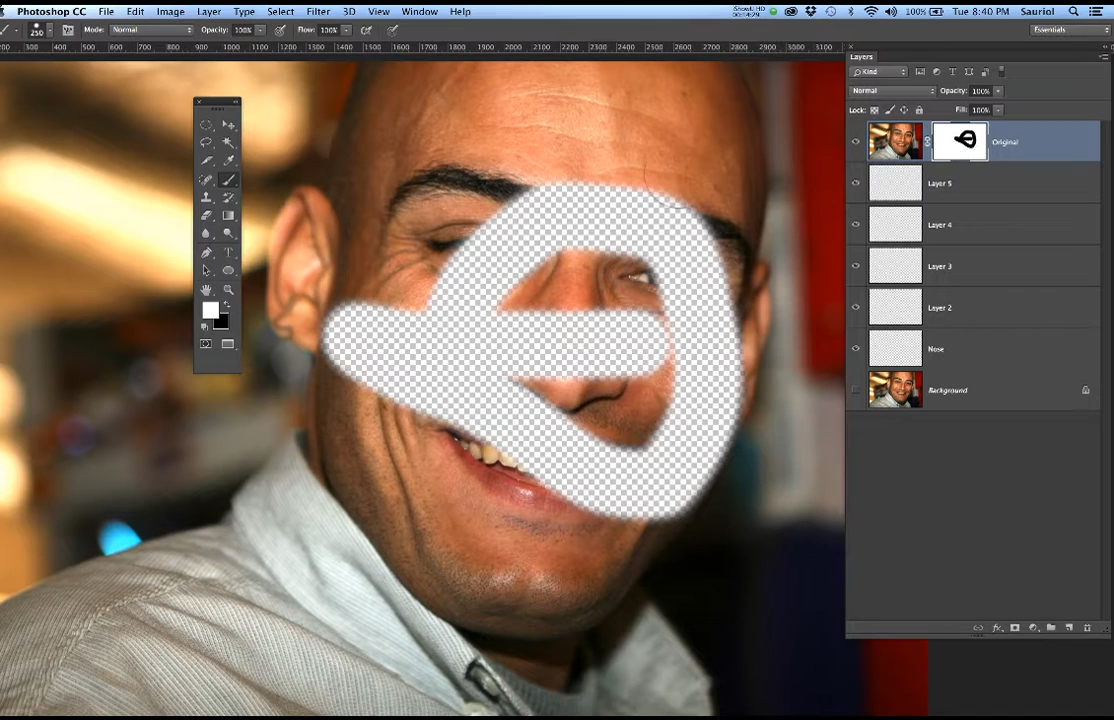 Photoshop CC File Edit Image Layer Type Select Filter 3D View Window Help 100% Tue 8:40 PM Sauriol
250 Mode: Normal Opacity: 100% Flow: 100% Essentials
300 400 500 600 700 800 900 1000 1100 1200 1300 1400 1500 1600 1700 1800 1900 2000 2100 2200 2300 2400 2500 2600 2700 2800 2900 3000 3100
Layers
Kind
Normal Opacity: 100%
Lock: Fill: 100%
Original
Layer 5
Layer 4
Layer 3
Layer 2
Nose
Background